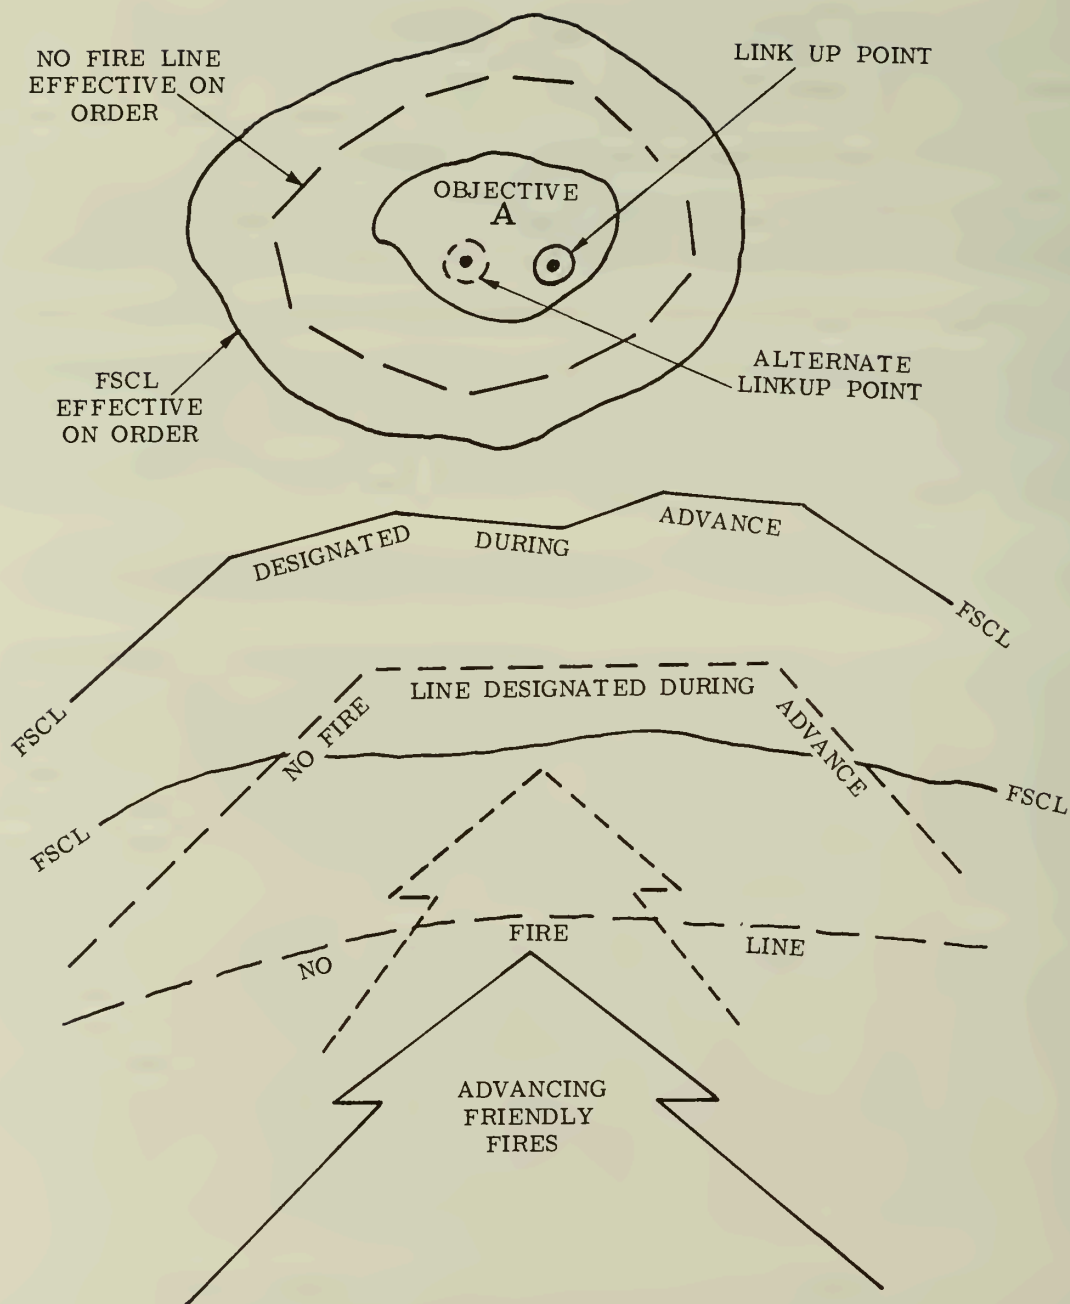 NO FIRE LINE
EFFECTIVE ON
ORDER
LINK UP POINT
OBJECTIVE
A
ALTERNATE
LINKUP POINT
FSCL
EFFECTIVE
ON ORDER
DESIGNATED DURING ADVANCE
FSCL
FSCL
NO FIRE LINE DESIGNATED DURING ADVANCE
FSCL
FSCL
NO FIRE LINE
ADVANCING
FRIENDLY
FIRES